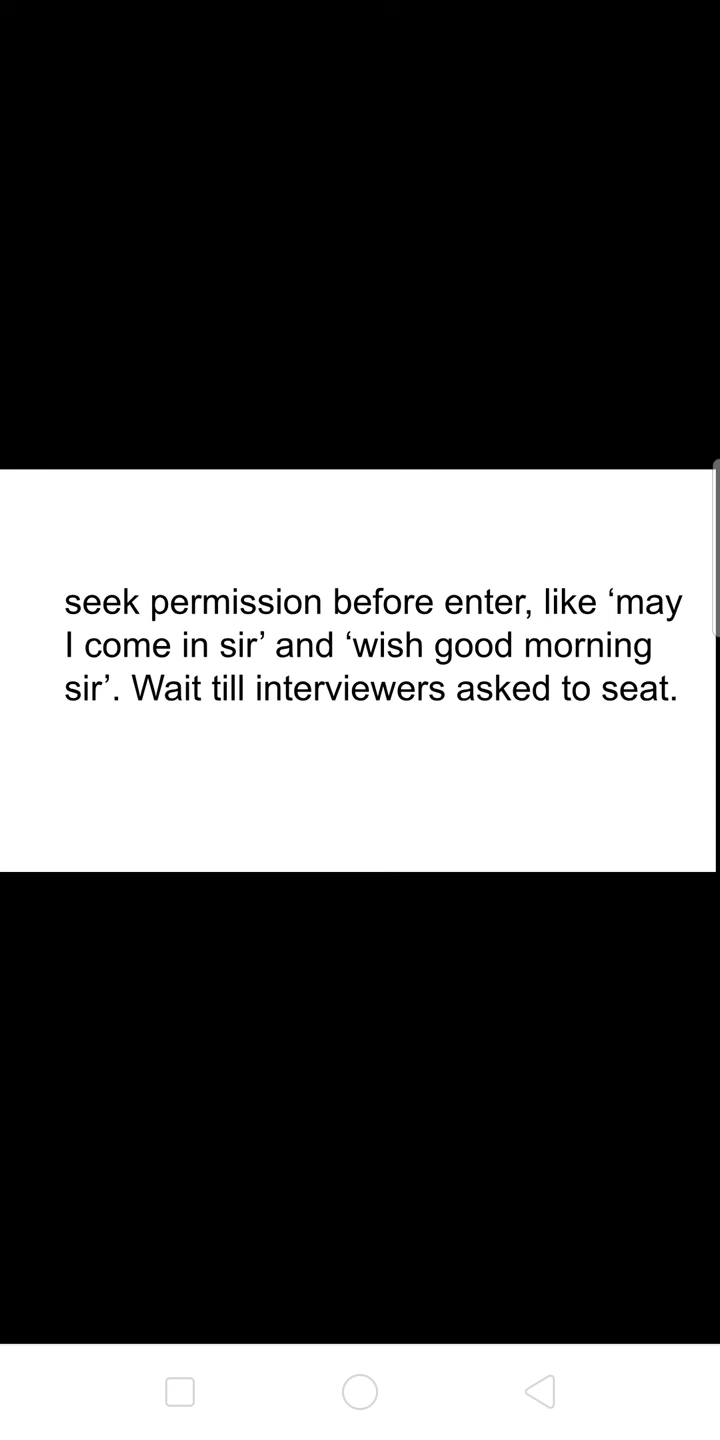 seek permission before enter, like ‘may
I come in sir’ and ‘wish good morning
sir’. Wait till interviewers asked to seat.